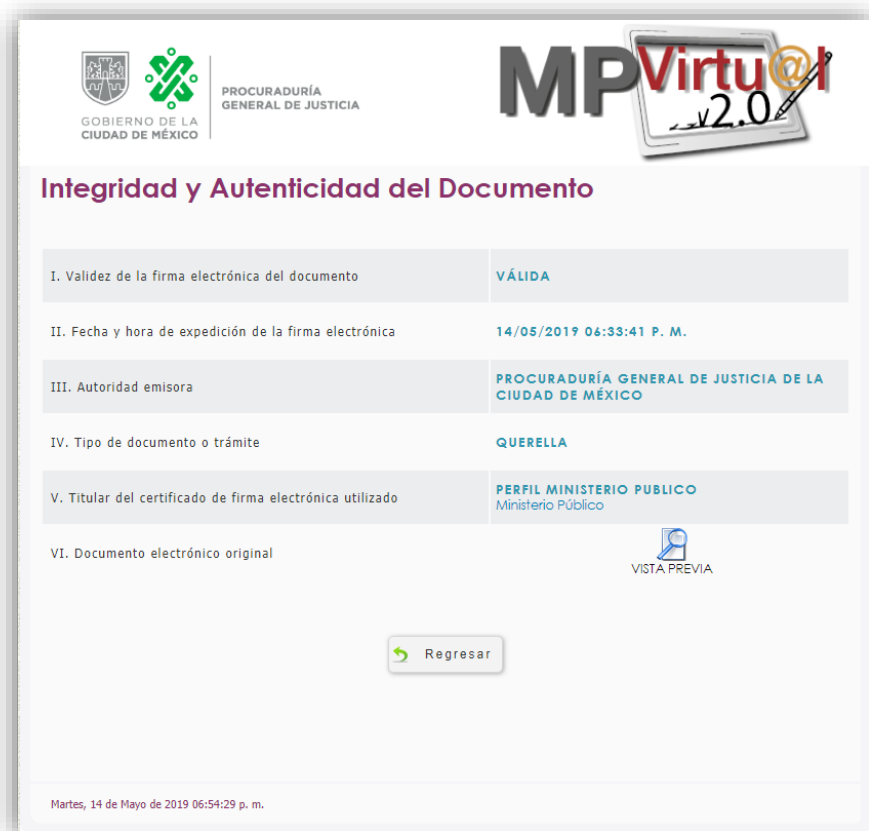 GOBIERNO DE LA
CIUDAD DE MÉXICO
PROCURADURÍA
GENERAL DE JUSTICIA
MPVirtu@l
v2.0
Integridad y Autenticidad del Documento
I. Validez de la firma electrónica del documento
VÁLIDA
II. Fecha y hora de expedición de la firma electrónica
14/05/2019 06:33:41 P. M.
III. Autoridad emisora
PROCURADURÍA GENERAL DE JUSTICIA DE LA
CIUDAD DE MÉXICO
IV. Tipo de documento o trámite
QUERELLA
V. Titular del certificado de firma electrónica utilizado
PERFIL MINISTERIO PUBLICO
Ministerio Público
VI. Documento electrónico original
VISTA PREVIA
Regresar
Martes, 14 de Mayo de 2019 06:54:29 p. m.